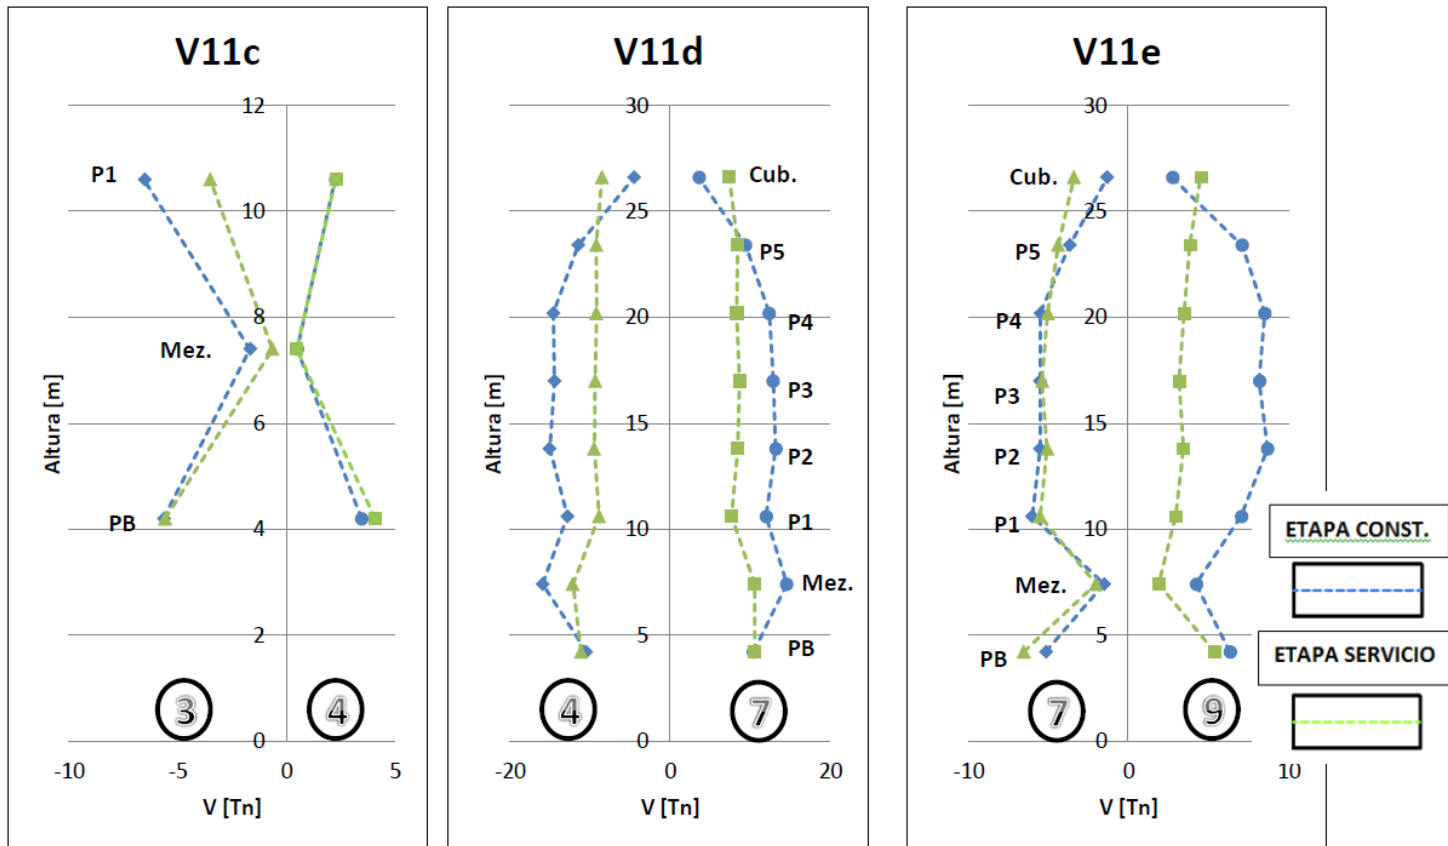 V11c
12
10
8
6
4
2
0
P1
Mez.
PB
Altura [m]
3
4
-10
-5
0
5
V [Tn]
V11d
30
25
20
15
10
5
0
Cub.
P5
P4
P3
P2
P1
Mez.
PB
Altura [m]
4
7
-20
0
20
V [Tn]
V11e
30
25
20
15
10
5
0
Cub.
P5
P4
P3
P2
P1
Mez.
PB
Altura [m]
7
9
-10
0
10
V [Tn]
ETAPA CONST.
ETAPA SERVICIO